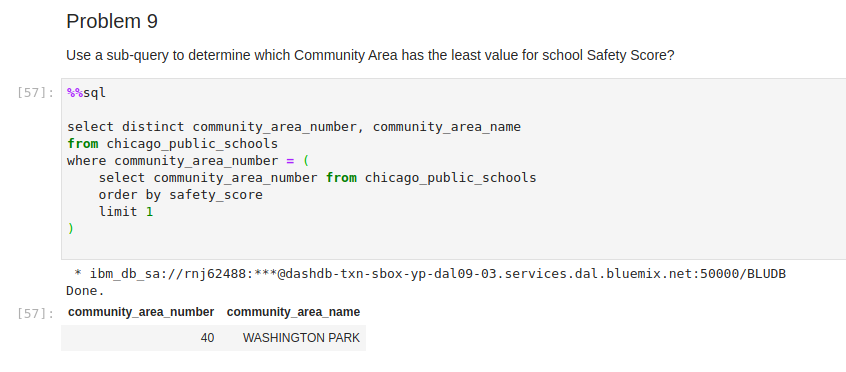 Problem 9
Use a sub-query to determine which Community Area has the least value for school Safety Score?
[57]: %%sql
select distinct community_area_number, community_area_name
from chicago_public_schools
where community_area_number = (
    select community_area_number from chicago_public_schools
    order by safety_score
    limit 1
)
* ibm_db_sa://rnj62488:***@dashdb-txn-sbox-yp-dal09-03.services.dal.bluemix.net:50000/BLUDB
Done.
[57]: community_area_number community_area_name
40 WASHINGTON PARK